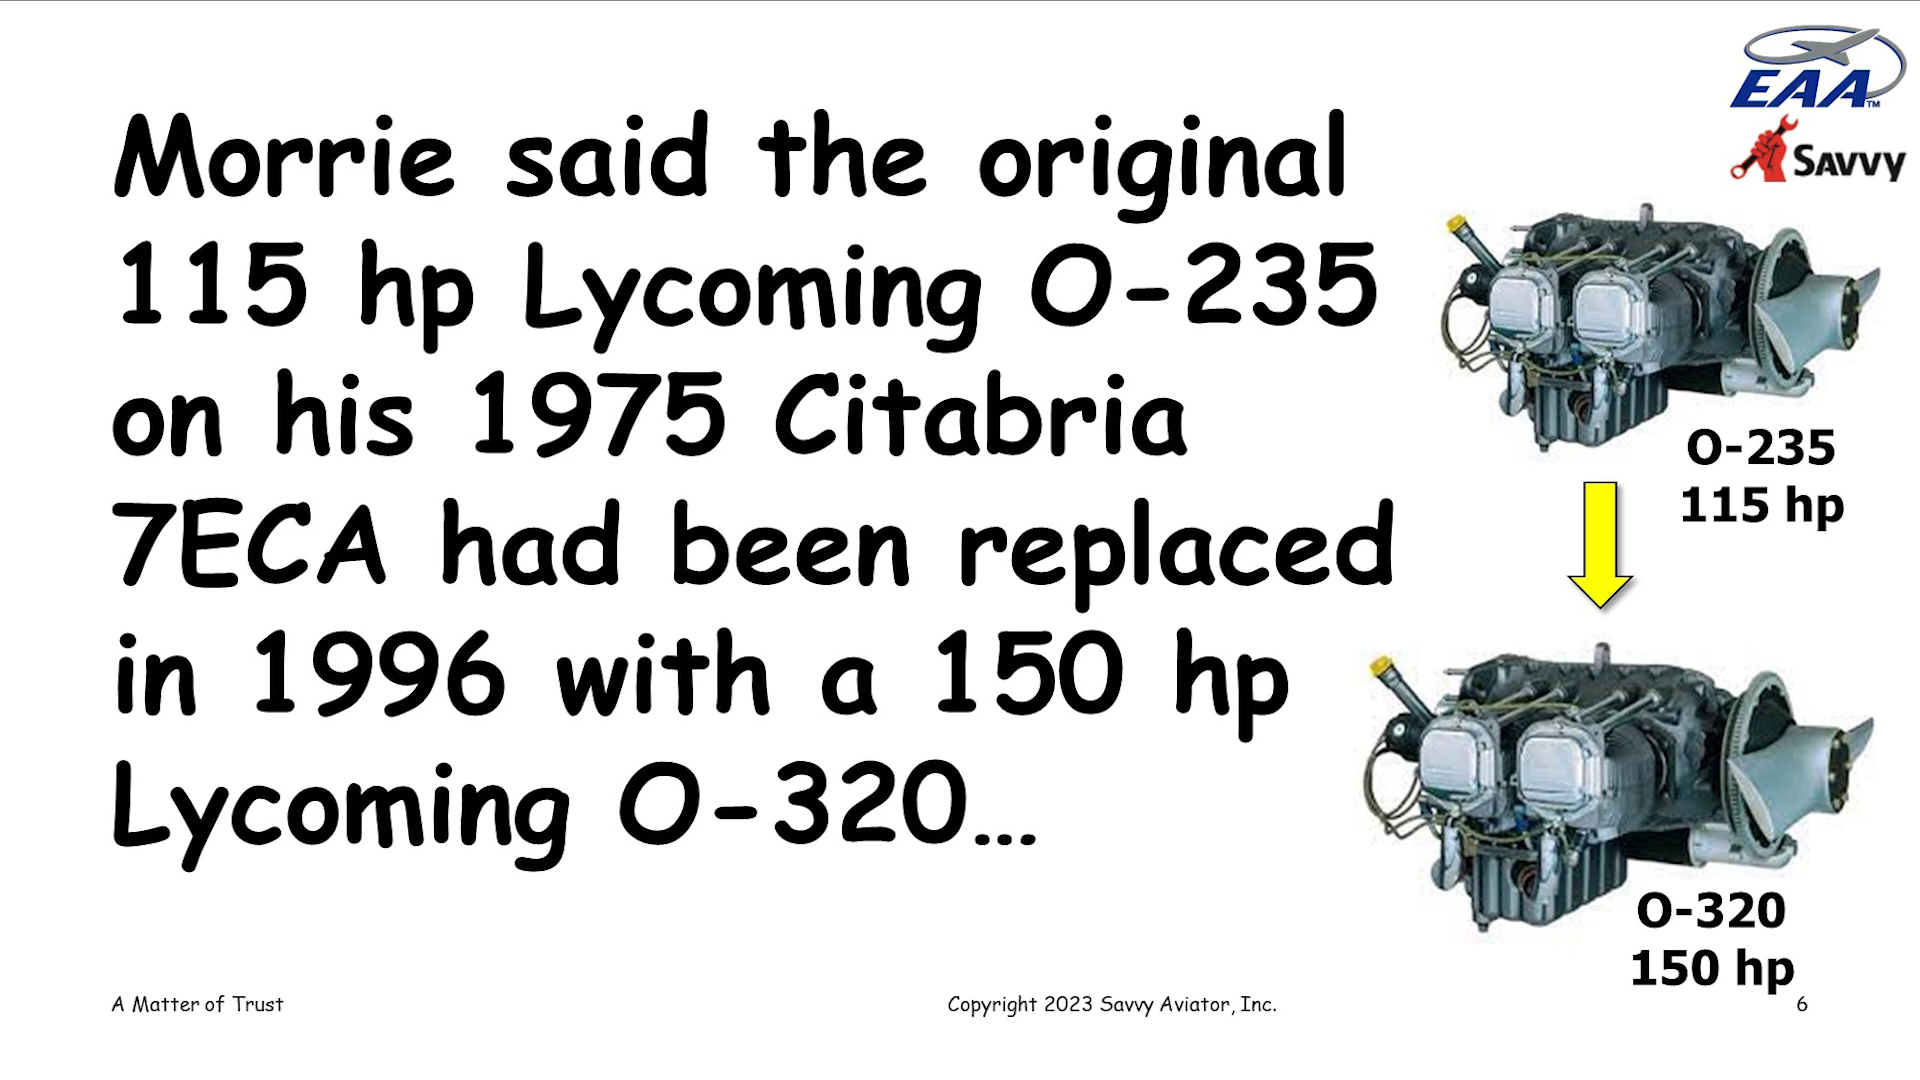 EAA™
SAVVY
Morrie said the original
115 hp Lycoming O-235
on his 1975 Citabria
7ECA had been replaced
in 1996 with a 150 hp
Lycoming O-320…
O-235
115 hp
O-320
150 hp
A Matter of Trust
Copyright 2023 Savvy Aviator, Inc.
6